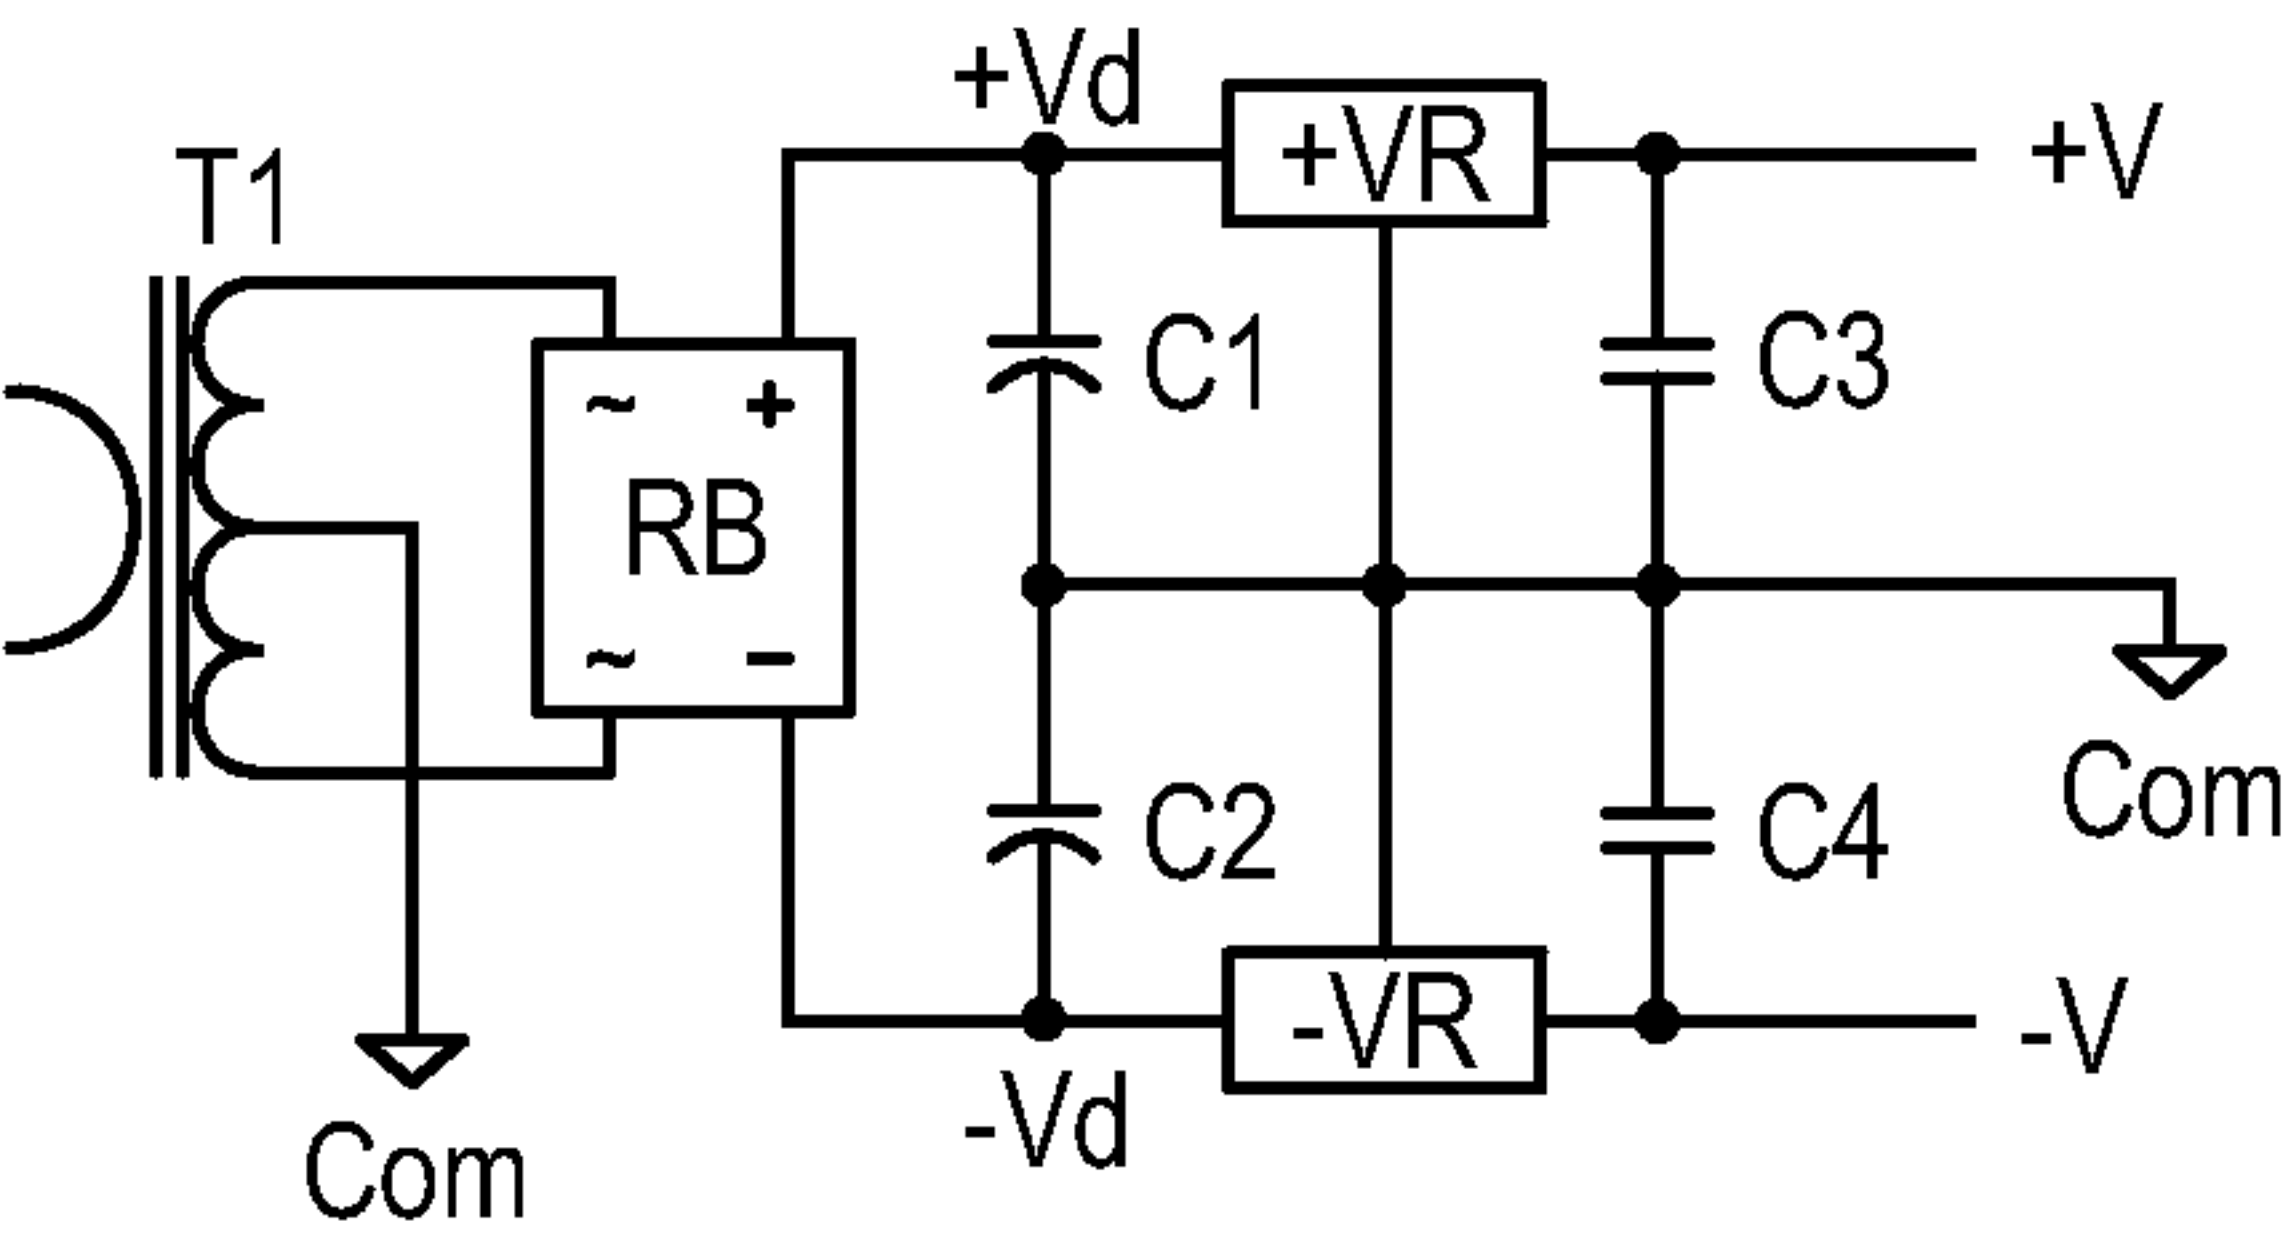 +Vd
+VR
+V
T1
C1
C3
~
+
RB
~
-
Com
C2
C4
-VR
-V
-Vd
Com